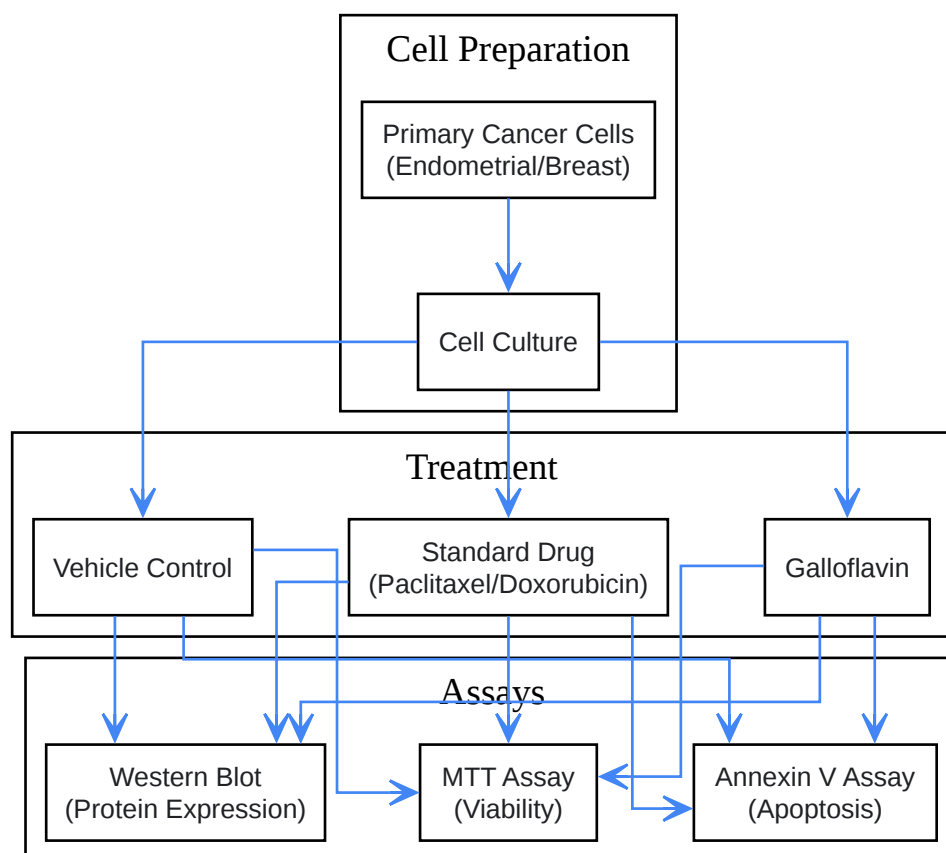 Cell Preparation
Primary Cancer Cells
(Endometrial/Breast)
Cell Culture
Treatment
Vehicle Control
Standard Drug
(Paclitaxel/Doxorubicin)
Galloflavin
Assays
Western Blot
(Protein Expression)
MTT Assay
(Viability)
Annexin V Assay
(Apoptosis)